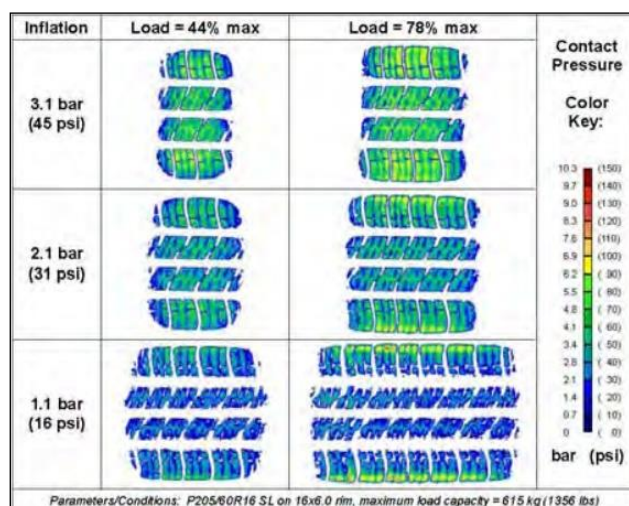 Inflation
Load = 44% max
Load = 78% max
Contact
Pressure
Color
Key:
3.1 bar
(45 psi)
2.1 bar
(31 psi)
1.1 bar
(16 psi)
10.3 (150)
9.7 (140)
9.0 (130)
8.3 (120)
7.6 (110)
6.9 (100)
6.2 ( 90)
5.5 ( 80)
4.8 ( 70)
4.1 ( 60)
3.4 ( 50)
2.8 ( 40)
2.1 ( 30)
1.4 ( 20)
0.7 ( 10)
0 ( 0)
bar (psi)
Parameters/Conditions: P205/60R16 SL on 16x6.0 rim, maximum load capacity = 615 kg (1356 lbs)